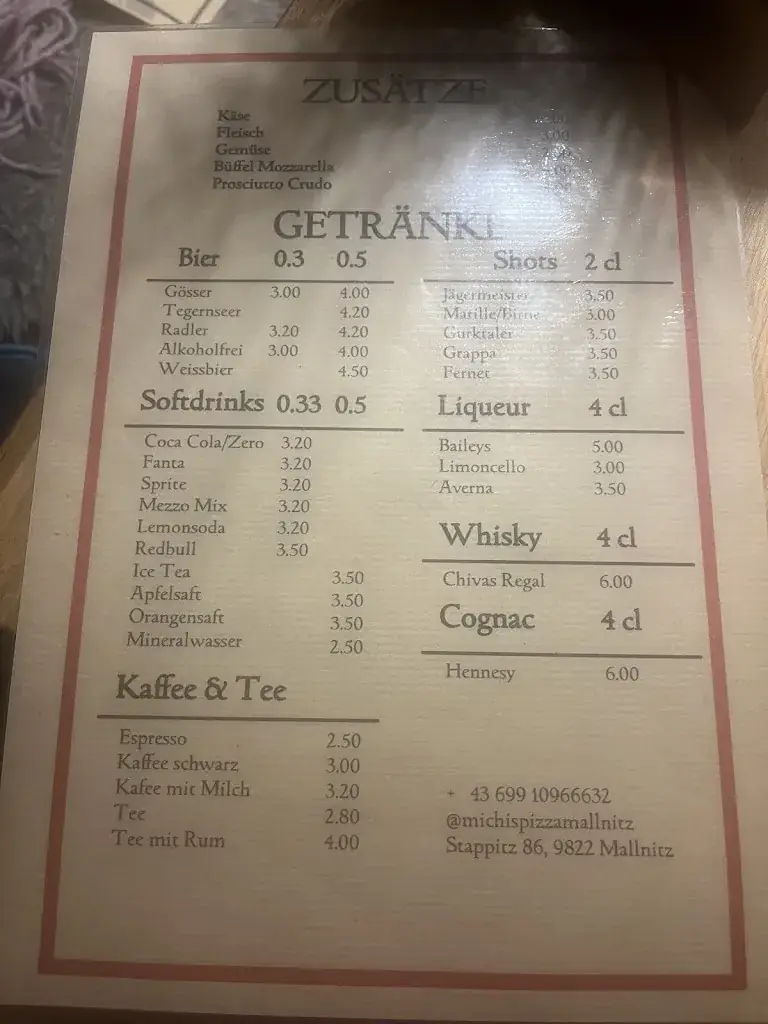 ZUSÄTZE
Käse
Fleisch
Gemüse
Büffel Mozzarella
Prosciutto Crudo
GETRÄNKE
Bier 0.3 0.5
Gösser 3.00 4.00
Tegernseer 4.20
Radler 3.20 4.20
Alkoholfrei 3.00 4.00
Weissbier 4.50
Softdrinks 0.33 0.5
Coca Cola/Zero 3.20
Fanta 3.20
Sprite 3.20
Mezzo Mix 3.20
Lemonsoda 3.20
Redbull 3.50
Ice Tea 3.50
Apfelsaft 3.50
Orangensaft 3.50
Mineralwasser 2.50
Kaffee & Tee
Espresso 2.50
Kaffee schwarz 3.00
Kafee mit Milch 3.20
Tee 2.80
Tee mit Rum 4.00
Shots 2 cl
Jägermeister 3.50
Marille/Birne 3.00
Gurktaler 3.50
Grappa 3.50
Fernet 3.50
Liqueur 4 cl
Baileys 5.00
Limoncello 3.00
Averna 3.50
Whisky 4 cl
Chivas Regal 6.00
Cognac 4 cl
Hennesy 6.00
+ 43 699 10966632
@michispizzamallnitz
Stappitz 86, 9822 Mallnitz